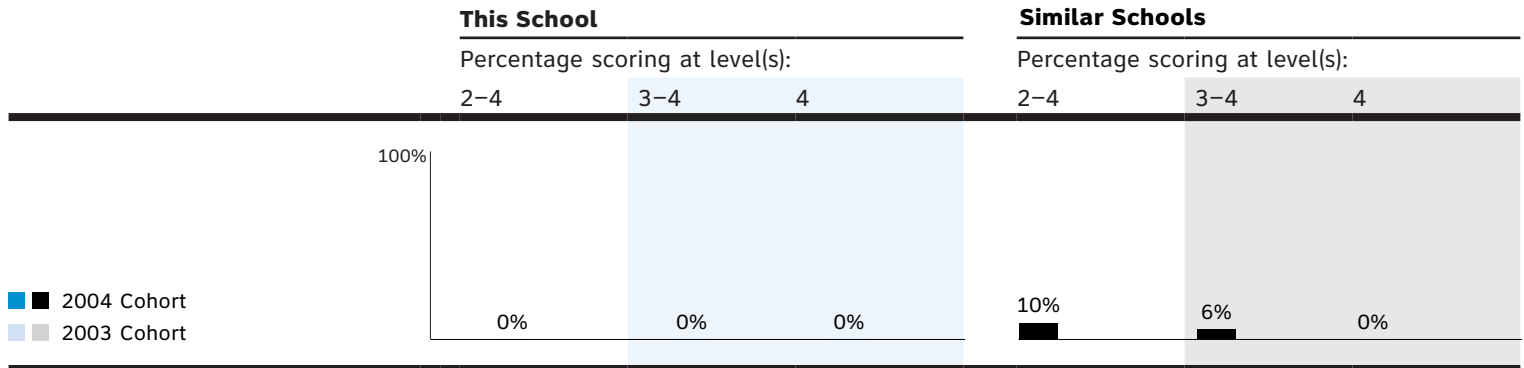 This School
Similar Schools
Percentage scoring at level(s):
Percentage scoring at level(s):
2–4 3–4 4
2–4 3–4 4
100%
2004 Cohort
2003 Cohort
0% 0% 0%
10% 6% 0%